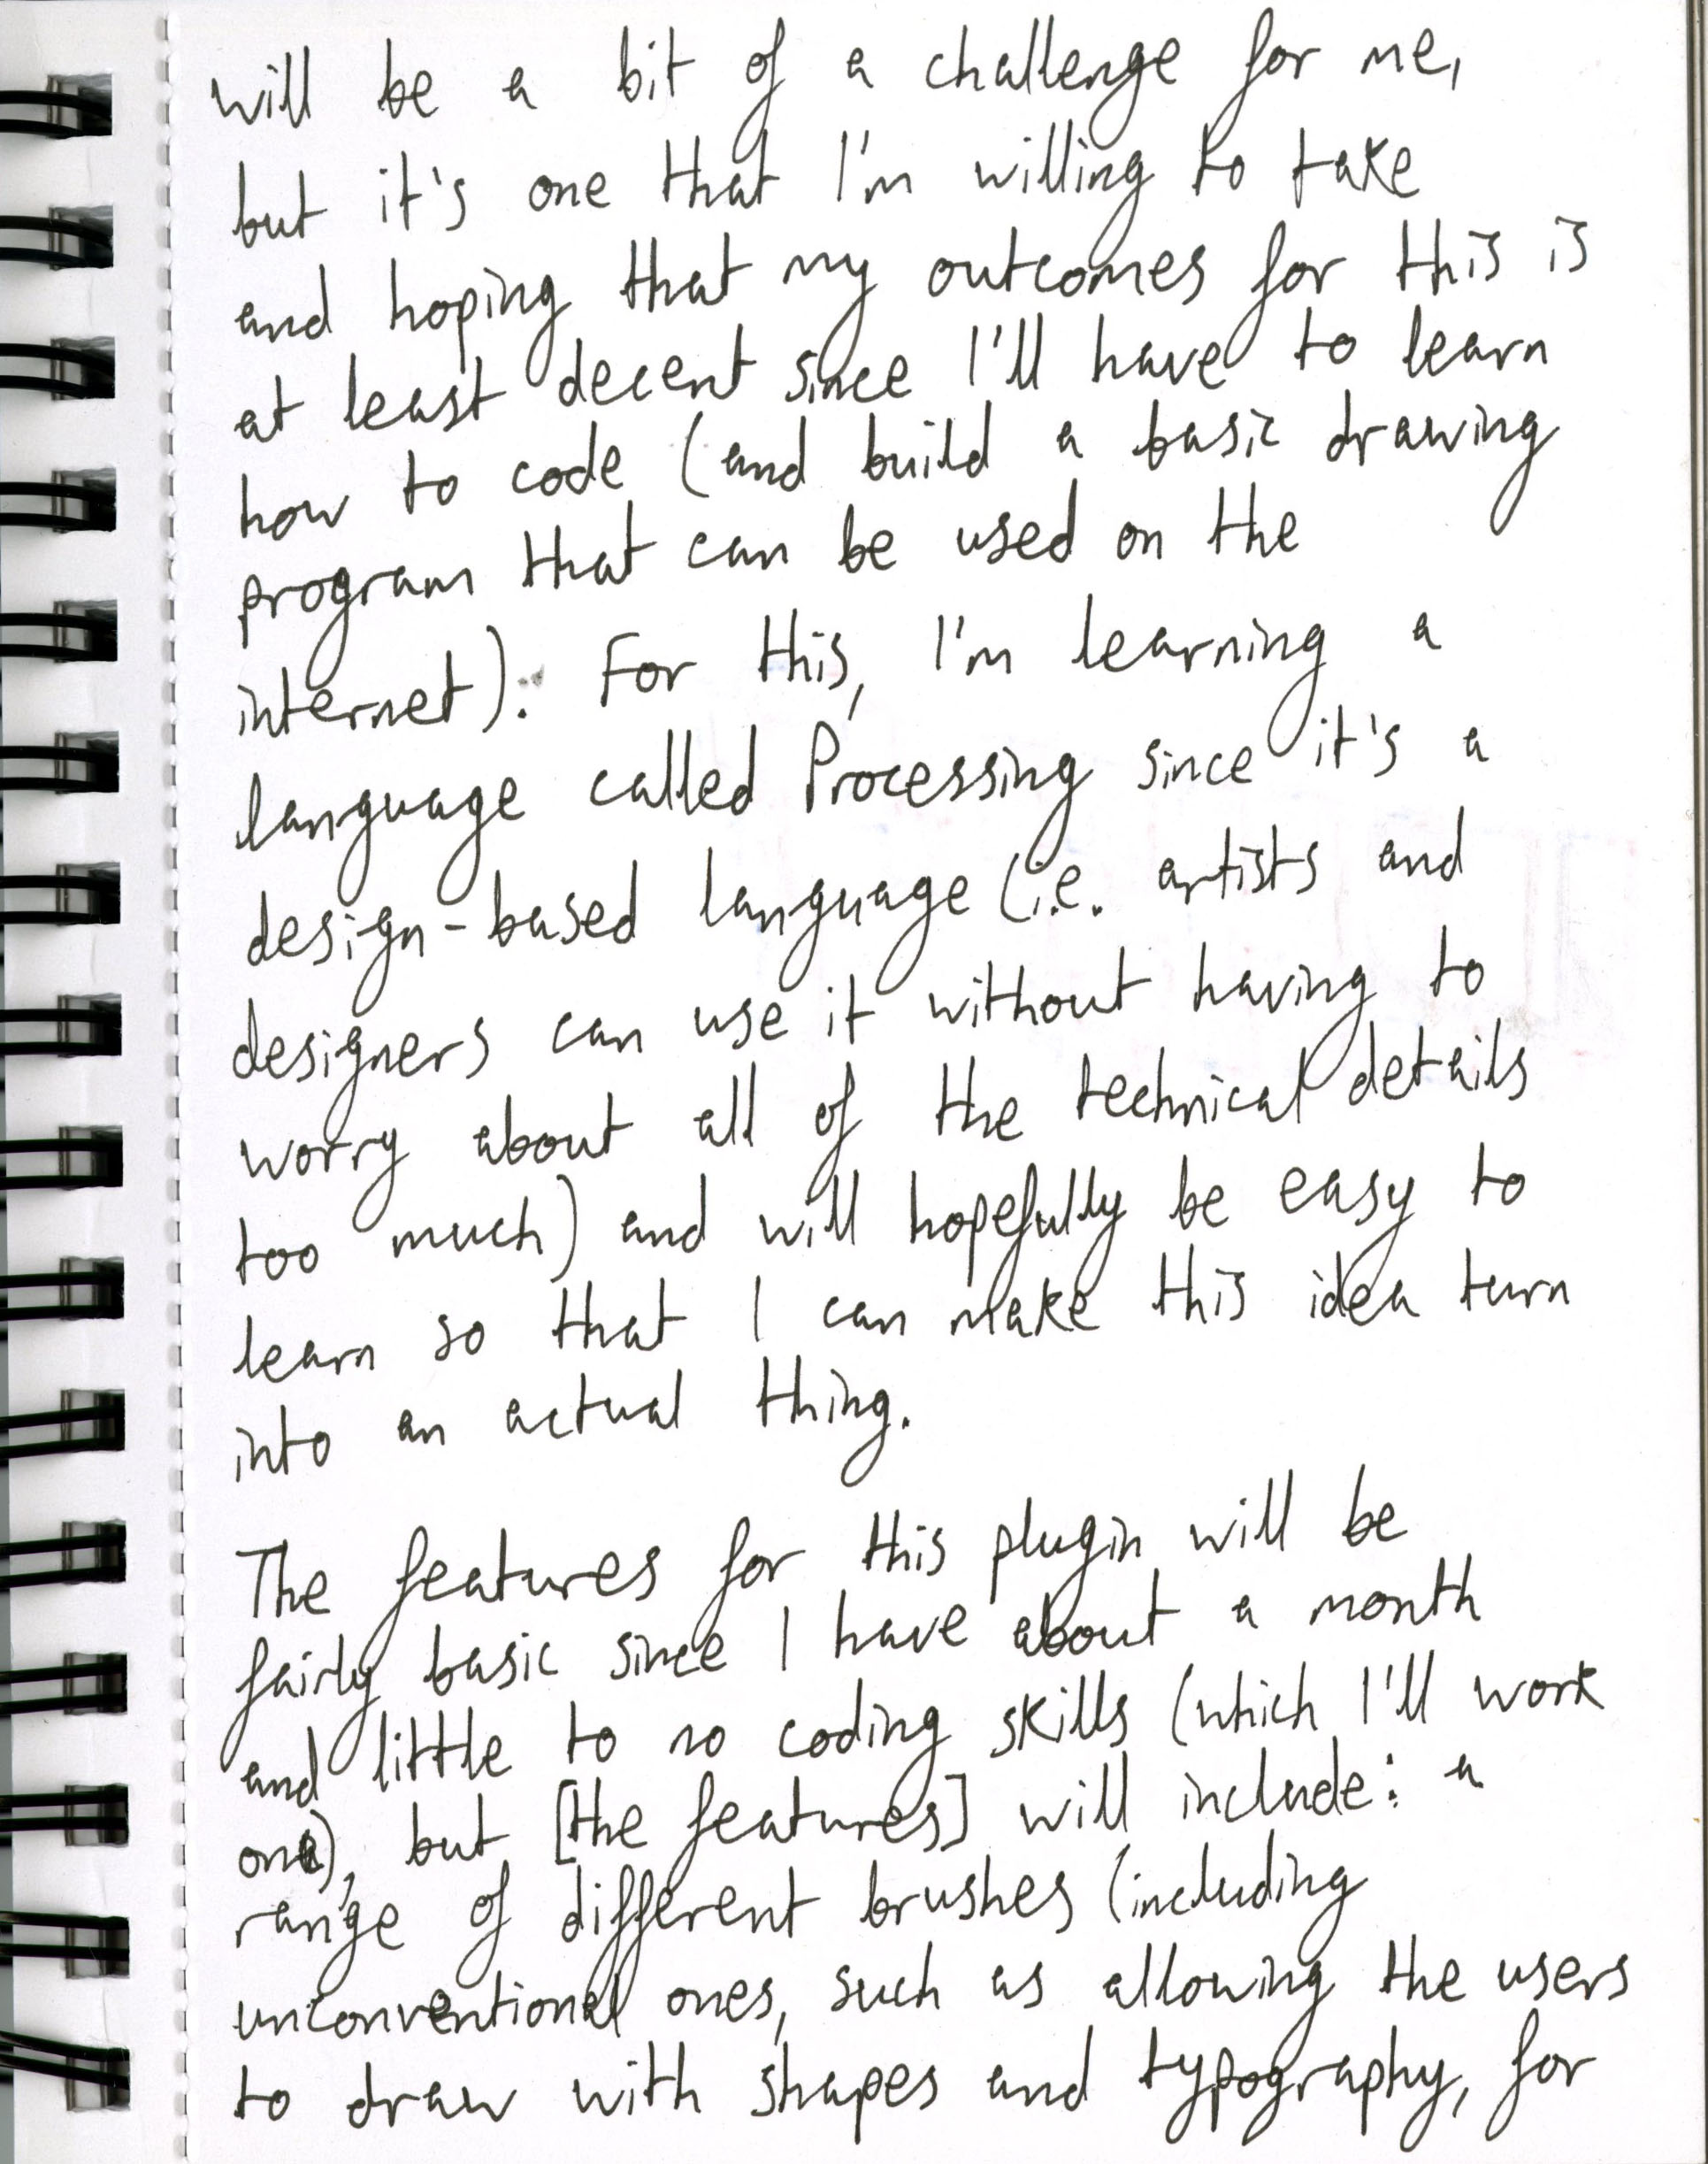 will be a bit of a challenge for me,
but it's one that I'm willing to take
and hoping that my outcomes for this is
at least decent since I'll have to learn
how to code (and build a basic drawing
program that can be used on the
internet). For this, I'm learning a
language called Processing since it's a
design-based language (i.e. artists and
designers can use it without having to
worry about all of the technical details
too much) and will hopefully be easy to
learn so that I can make this idea turn
into an actual thing.
The features for this plugin will be
fairly basic since I have about a month
and little to no coding skills (which I'll work
on), but [the features] will include: a
range of different brushes (including
unconventional ones, such as allowing the users
to draw with shapes and typography, for